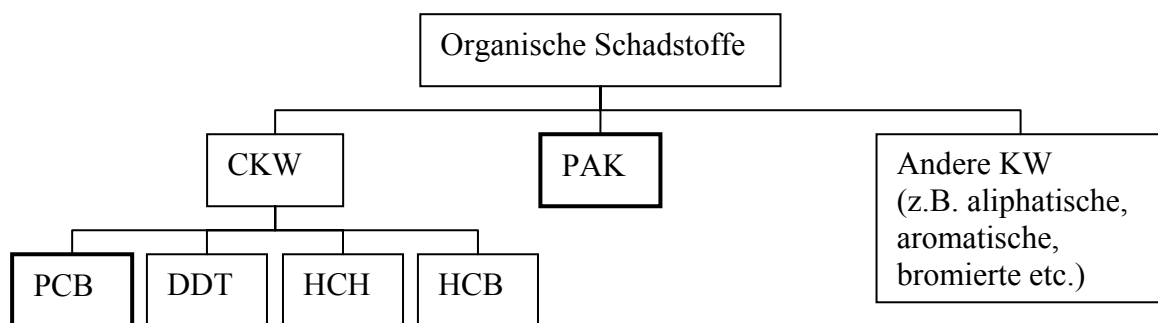 Organische Schadstoffe
CKW
PAK
Andere KW
(z.B. aliphatische,
aromatische,
bromierte etc.)
PCB
DDT
HCH
HCB